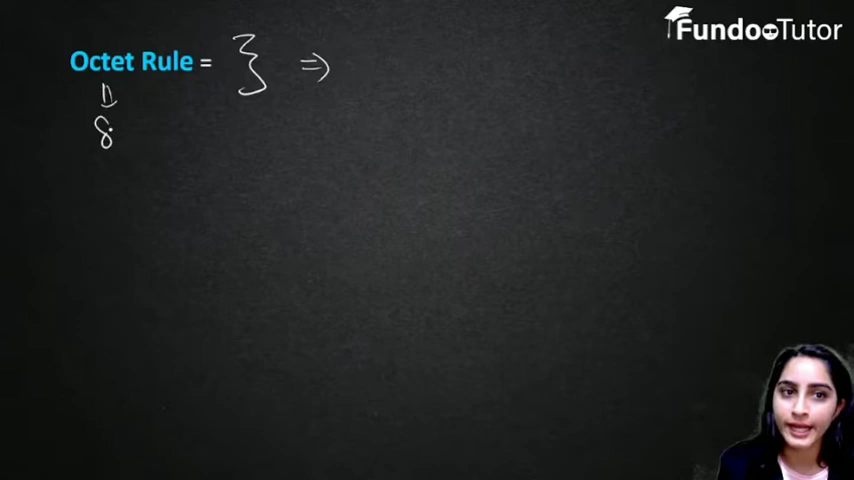 FundooTutor
Octet Rule = } ⇒
⇓
8